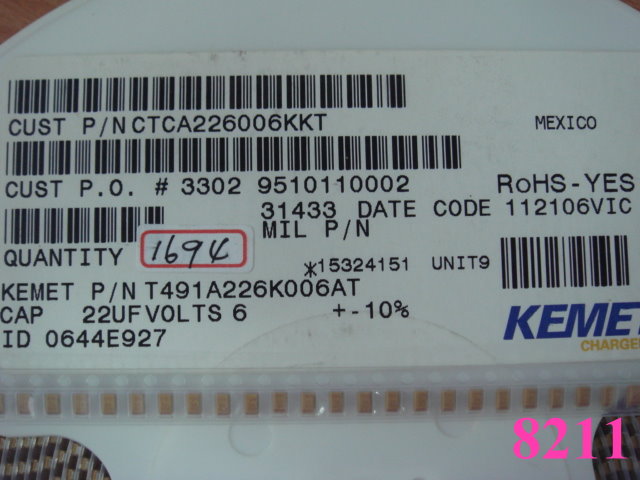 CUST P/N CTCA226006KKT
MEXICO
CUST P.O. # 3302 9510110002
RoHS-YES
31433 DATE CODE 112106VIC
MIL P/N
QUANTITY 1694
*15324151 UNIT9
KEMET P/N T491A226K006AT
CAP 22UF VOLTS 6 +-10%
ID 0644E927
KEMET
CHARGE
8211